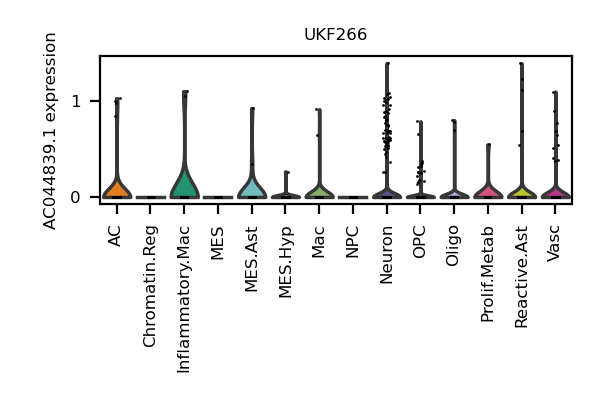 UKF266
AC044839.1 expression
1
0
AC
Chromatin.Reg
Inflammatory.Mac
MES
MES.Ast
MES.Hyp
Mac
NPC
Neuron
OPC
Oligo
Prolif.Metab
Reactive.Ast
Vasc